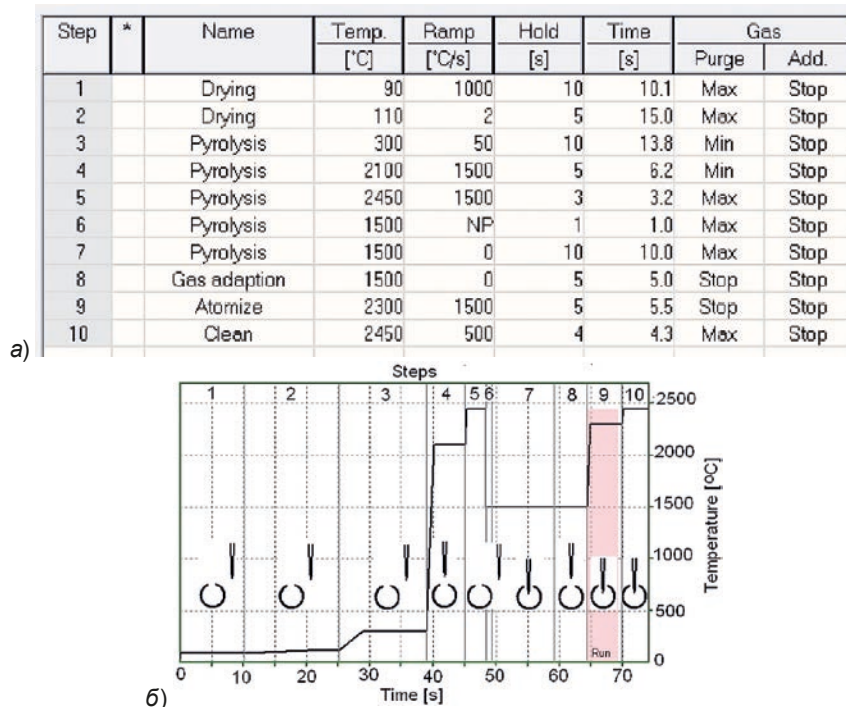 Step * Name Temp. Ramp Hold Time Gas
[°C] [°C/s] [s] [s] Purge Add.
1 Drying 90 1000 10 10.1 Max Stop
2 Drying 110 2 5 15.0 Max Stop
3 Pyrolysis 300 50 10 13.8 Min Stop
4 Pyrolysis 2100 1500 5 6.2 Min Stop
5 Pyrolysis 2450 1500 3 3.2 Max Stop
6 Pyrolysis 1500 NP 1 1.0 Max Stop
7 Pyrolysis 1500 0 10 10.0 Max Stop
8 Gas adaption 1500 0 5 5.0 Stop Stop
9 Atomize 2300 1500 5 5.5 Stop Stop
10 Clean 2450 500 4 4.3 Max Stop
а)
Steps
1 2 3 4 5 6 7 8 9 10
2500
2000
1500
1000
500
0
Temperature [ºC]
Run
0 10 20 30 40 50 60 70
Time [s]
б)